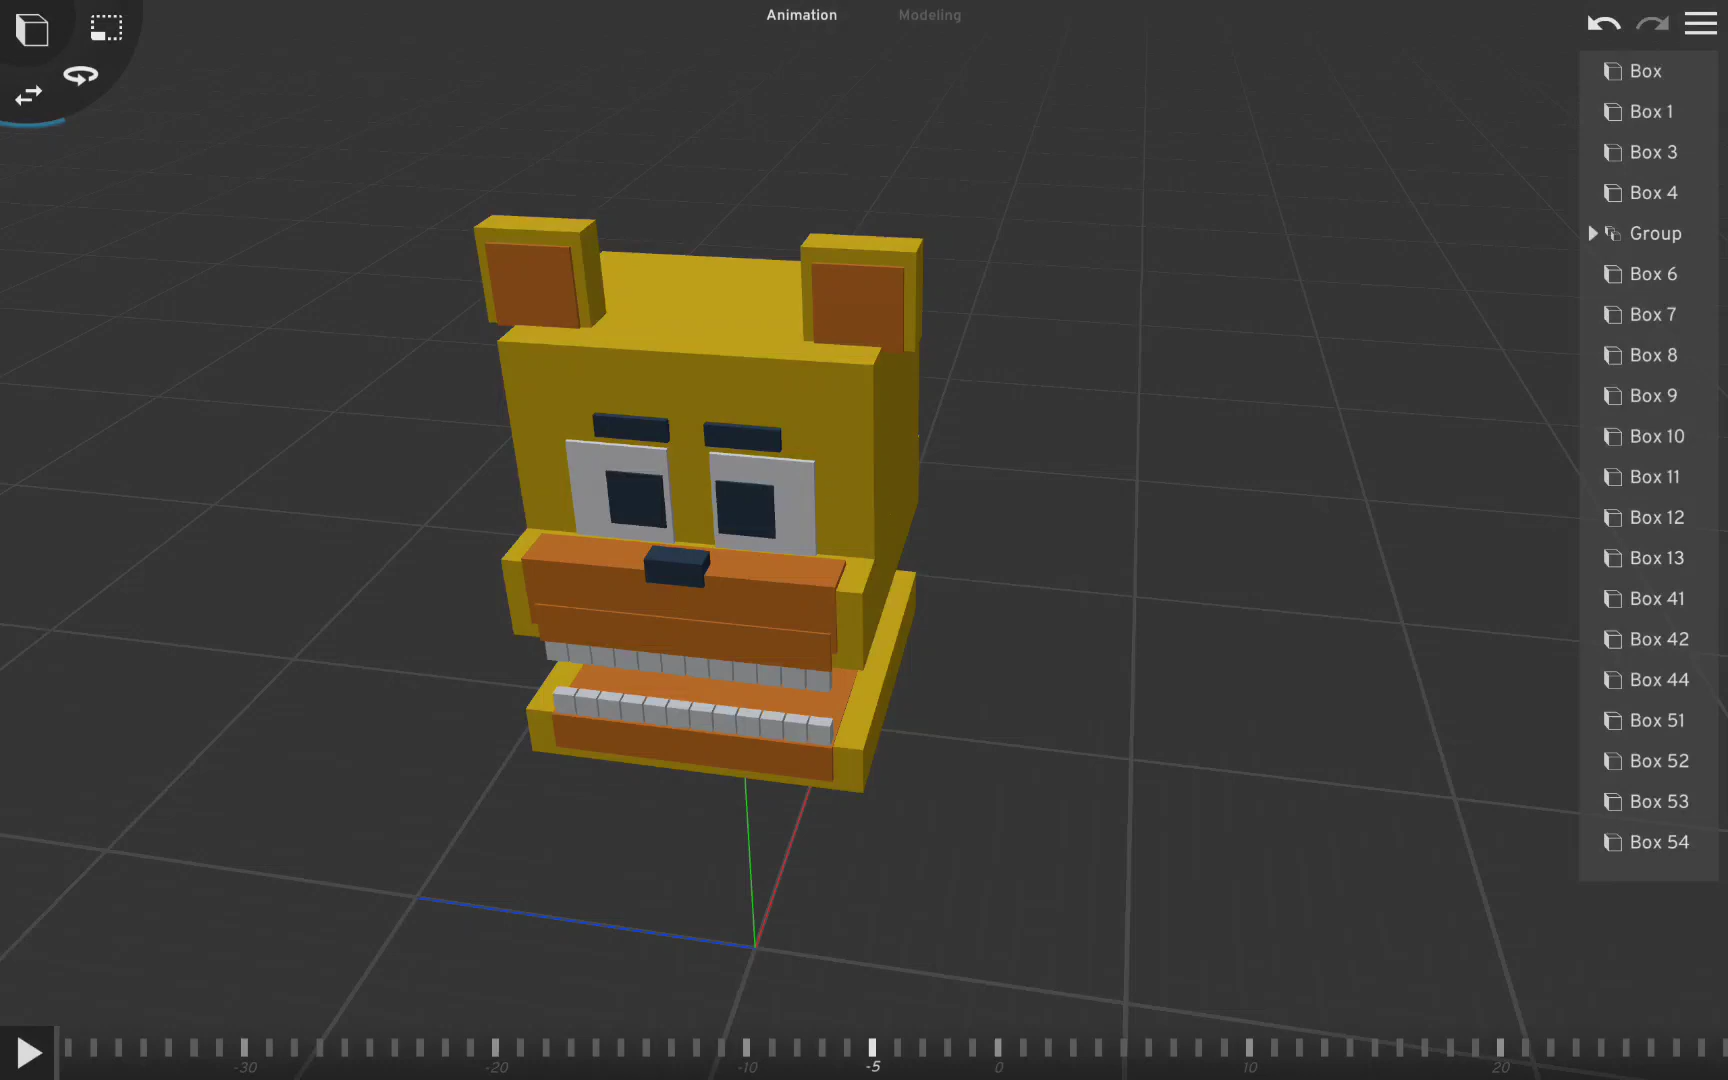 Animation Modeling
Box
Box 1
Box 3
Box 4
Group
Box 6
Box 7
Box 8
Box 9
Box 10
Box 11
Box 12
Box 13
Box 41
Box 42
Box 44
Box 51
Box 52
Box 53
Box 54
-30 -20 -10 -5 0 10 20